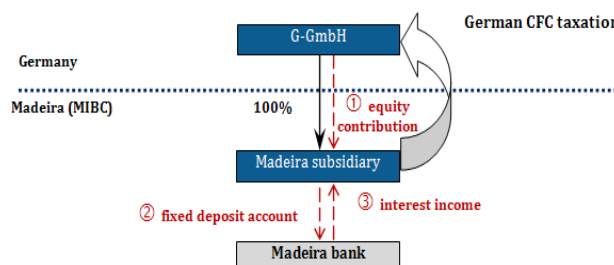 G-GmbH
German CFC taxation
Germany
Madeira (MIBC)
100%
① equity
contribution
Madeira subsidiary
② fixed deposit account
③ interest income
Madeira bank